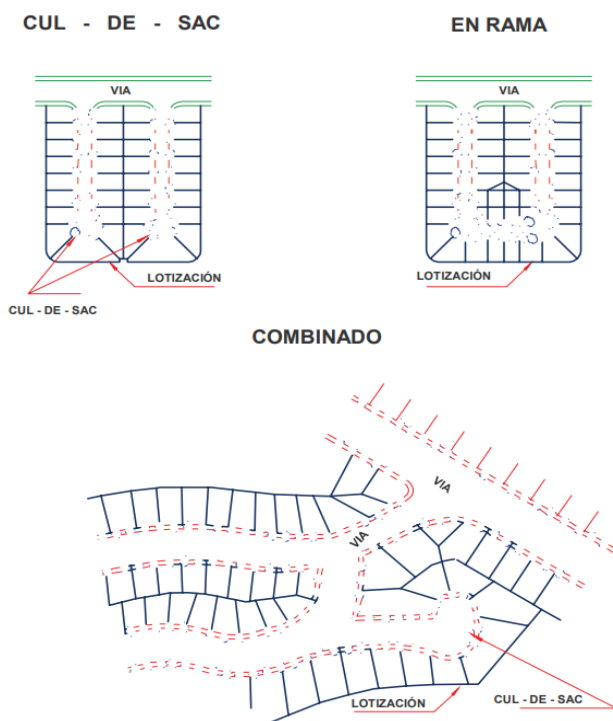 CUL - DE - SAC
EN RAMA
VIA
VIA
LOTIZACIÓN
LOTIZACIÓN
CUL - DE - SAC
COMBINADO
VIA
VIA
LOTIZACIÓN
CUL - DE - SAC